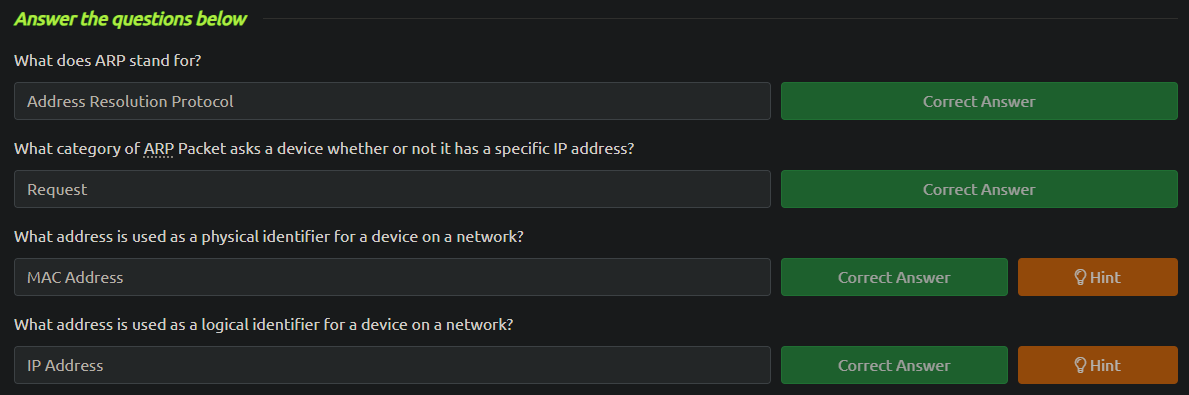 Answer the questions below
What does ARP stand for?
Address Resolution Protocol
Correct Answer
What category of ARP Packet asks a device whether or not it has a specific IP address?
Request
Correct Answer
What address is used as a physical identifier for a device on a network?
MAC Address
Correct Answer
Hint
What address is used as a logical identifier for a device on a network?
IP Address
Correct Answer
Hint